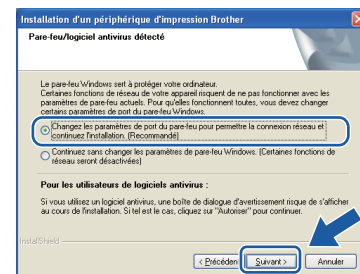 Installation d'un périphérique d'impression Brother
Pare-feu/logiciel antivirus détecté
Le pare-feu Windows sert à protéger votre ordinateur.
Certaines fonctions de réseau de votre appareil risquent de ne pas fonctionner avec les
paramètres de pare-feu actuels. Pour qu'elles fonctionnent toutes, vous devez changer
certains paramètres de port du pare-feu Windows.
Changez les paramètres de port du pare-feu pour permettre la connexion réseau et
continuez l'installation. (Recommandé)
Continuez sans changer les paramètres de pare-feu Windows. (Certaines fonctions de
réseau seront désactivées)
Pour les utilisateurs de logiciels antivirus :
Si vous utilisez un logiciel antivirus, une boîte de dialogue d'avertissement risque de s'afficher
au cours de l'installation. Si tel est le cas, cliquez sur "Autoriser" pour continuer.
InstallShield
< Précédent
Suivant >
Annuler